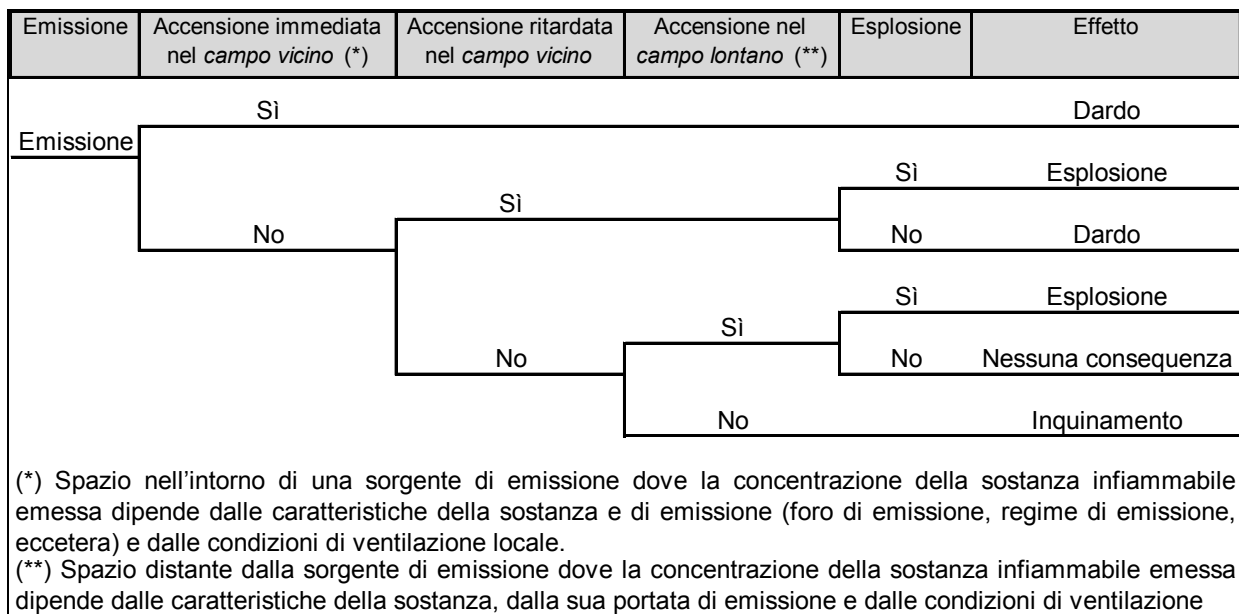 Emissione
Accensione immediata
nel campo vicino (*)
Accensione ritardata
nel campo vicino
Accensione nel
campo lontano (**)
Esplosione
Effetto
Sì
Dardo
Emissione
Sì
Esplosione
Sì
No
No
Dardo
Sì
Esplosione
Sì
No
No
Nessuna consequenza
No
Inquinamento
(*) Spazio nell’intorno di una sorgente di emissione dove la concentrazione della sostanza infiammabile
emessa dipende dalle caratteristiche della sostanza e di emissione (foro di emissione, regime di emissione,
eccetera) e dalle condizioni di ventilazione locale.
(**) Spazio distante dalla sorgente di emissione dove la concentrazione della sostanza infiammabile emessa
dipende dalle caratteristiche della sostanza, dalla sua portata di emissione e dalle condizioni di ventilazione